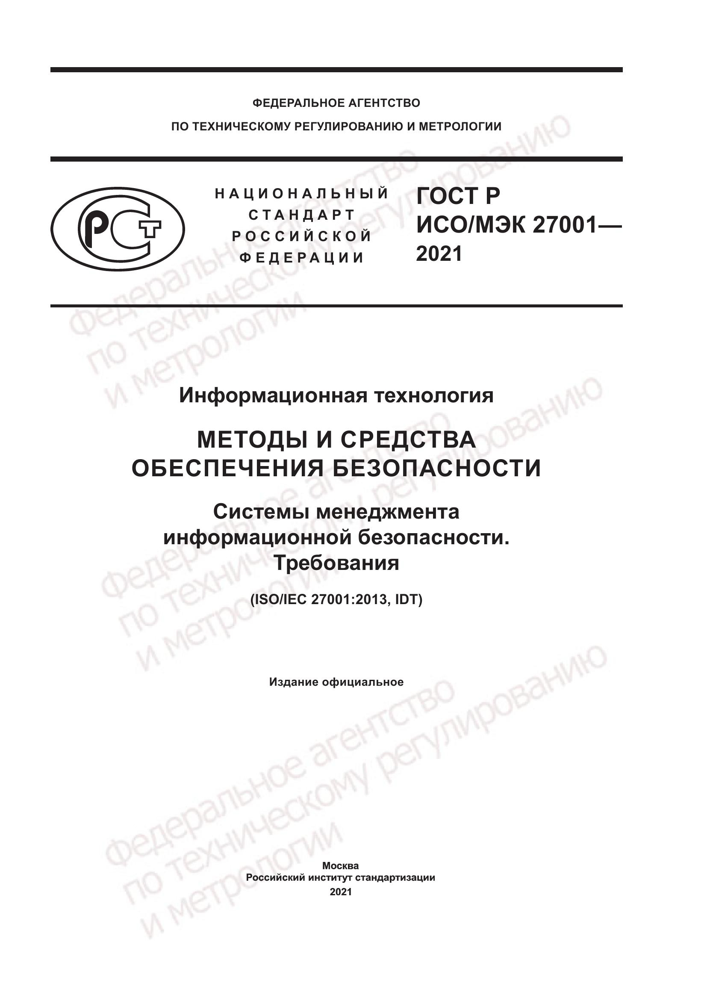 ФЕДЕРАЛЬНОЕ АГЕНТСТВО
ПО ТЕХНИЧЕСКОМУ РЕГУЛИРОВАНИЮ И МЕТРОЛОГИИ
РСТ
НАЦИОНАЛЬНЫЙ
СТАНДАРТ
РОССИЙСКОЙ
ФЕДЕРАЦИИ
ГОСТ Р
ИСО/МЭК 27001—
2021
Федеральное агентство
по техническому регулированию
и метрологии
Информационная технология
МЕТОДЫ И СРЕДСТВА
ОБЕСПЕЧЕНИЯ БЕЗОПАСНОСТИ
Системы менеджмента
информационной безопасности.
Требования
(ISO/IEC 27001:2013, IDT)
Федеральное агентство
по техническому регулированию
и метрологии
Издание официальное
Федеральное агентство
по техническому регулированию
и метрологии
Москва
Российский институт стандартизации
2021